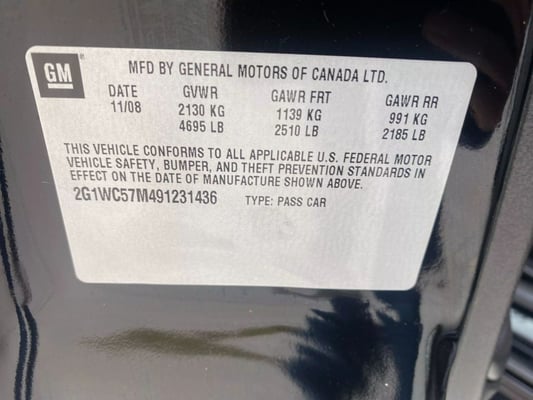 GM
MFD BY GENERAL MOTORS OF CANADA LTD.
DATE GVWR GAWR FRT GAWR RR
11/08 2130 KG 1139 KG 991 KG
4695 LB 2510 LB 2185 LB
THIS VEHICLE CONFORMS TO ALL APPLICABLE U.S. FEDERAL MOTOR
VEHICLE SAFETY, BUMPER, AND THEFT PREVENTION STANDARDS IN
EFFECT ON THE DATE OF MANUFACTURE SHOWN ABOVE.
2G1WC57M491231436 TYPE: PASS CAR